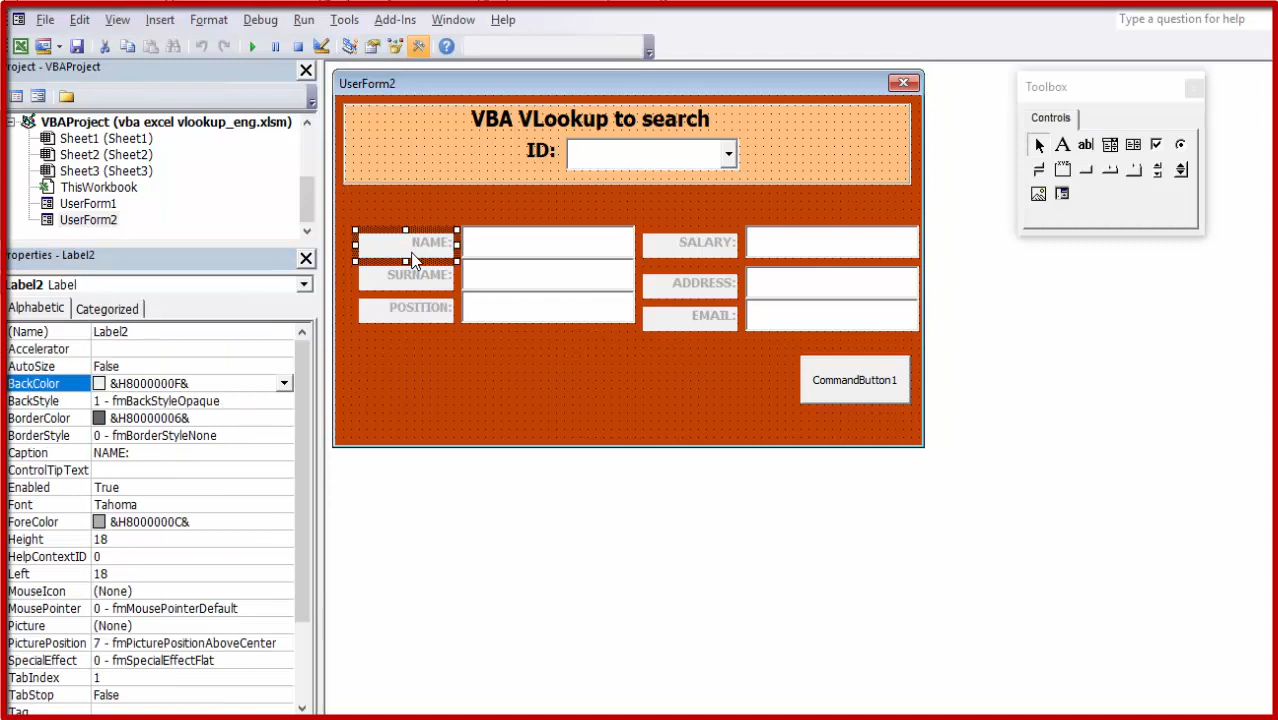 File Edit View Insert Format Debug Run Tools Add-Ins Window Help
Type a question for help
roject - VBAProject
VBAProject (vba excel vlookup_eng.xlsm)
Sheet1 (Sheet1)
Sheet2 (Sheet2)
Sheet3 (Sheet3)
ThisWorkbook
UserForm1
UserForm2
roperties - Label2
Label2 Label
Alphabetic Categorized
(Name) Label2
Accelerator
AutoSize False
BackColor &H8000000F&
BackStyle 1 - fmBackStyleOpaque
BorderColor &H80000006&
BorderStyle 0 - fmBorderStyleNone
Caption NAME:
ControlTipText
Enabled True
Font Tahoma
ForeColor &H8000000C&
Height 18
HelpContextID 0
Left 18
MouseIcon (None)
MousePointer 0 - fmMousePointerDefault
Picture (None)
PicturePosition 7 - fmPicturePositionAboveCenter
SpecialEffect 0 - fmSpecialEffectFlat
TabIndex 1
TabStop False
Tag
UserForm2
VBA VLookup to search
ID:
NAME:
SURNAME:
POSITION:
SALARY:
ADDRESS:
EMAIL:
CommandButton1
Toolbox
Controls
A ab|
XYZ